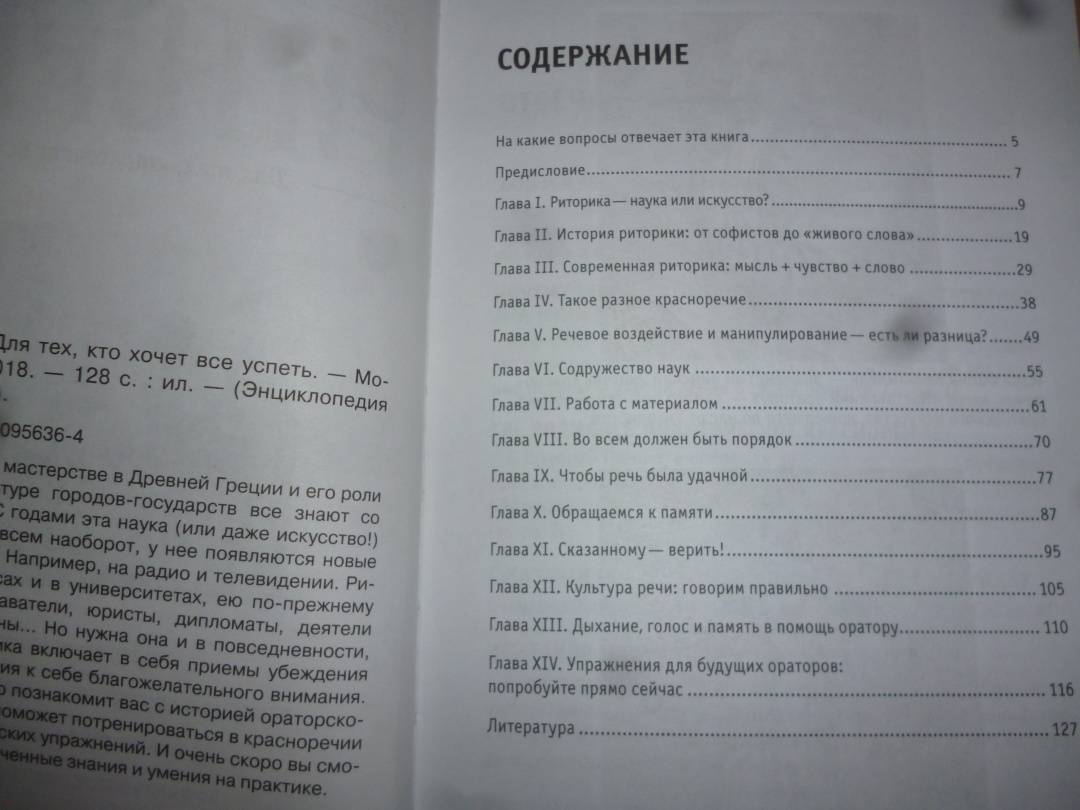 Для тех, кто хочет все успеть. — Мо-
018. — 128 с. : ил. — (Энциклопедия
095636-4
мастерстве в Древней Греции и его роли
туре городов-государств все знают со
С годами эта наука (или даже искусство!)
всем наоборот, у нее появляются новые
Например, на радио и телевидении. Ри-
сах и в университетах, ею по-прежнему
аватели, юристы, дипломаты, деятели
ны... Но нужна она и в повседневности,
ика включает в себя приемы убеждения
ия к себе благожелательного внимания.
о познакомит вас с историей ораторско-
поможет потренироваться в красноречии
ских упражнений. И очень скоро вы смо-
ченные знания и умения на практике.
СОДЕРЖАНИЕ
На какие вопросы отвечает эта книга 5
Предисловие 7
Глава I. Риторика — наука или искусство? 9
Глава II. История риторики: от софистов до «живого слова» 19
Глава III. Современная риторика: мысль + чувство + слово 29
Глава IV. Такое разное красноречие 38
Глава V. Речевое воздействие и манипулирование — есть ли разница? 49
Глава VI. Содружество наук 55
Глава VII. Работа с материалом 61
Глава VIII. Во всем должен быть порядок 70
Глава IX. Чтобы речь была удачной 77
Глава X. Обращаемся к памяти 87
Глава XI. Сказанному — верить! 95
Глава XII. Культура речи: говорим правильно 105
Глава XIII. Дыхание, голос и память в помощь оратору 110
Глава XIV. Упражнения для будущих ораторов:
попробуйте прямо сейчас 116
Литература 127